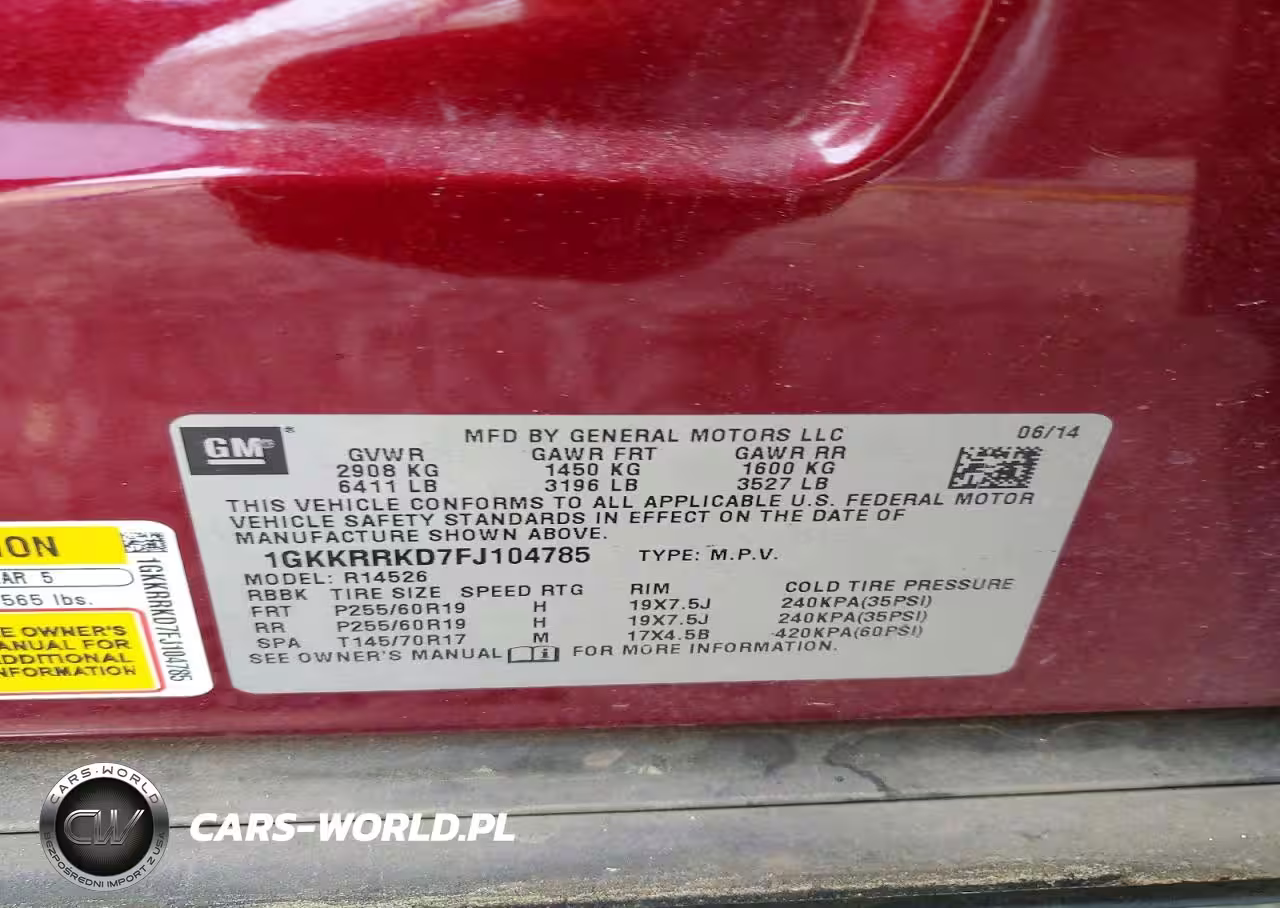 GM
MFD BY GENERAL MOTORS LLC 06/14
GVWR GAWR FRT GAWR RR
2908 KG 1450 KG 1600 KG
6411 LB 3196 LB 3527 LB
THIS VEHICLE CONFORMS TO ALL APPLICABLE U.S. FEDERAL MOTOR
VEHICLE SAFETY STANDARDS IN EFFECT ON THE DATE OF
MANUFACTURE SHOWN ABOVE.
1GKKRRKD7FJ104785 TYPE: M.P.V.
MODEL: R14526
RBBK TIRE SIZE SPEED RTG RIM COLD TIRE PRESSURE
FRT P255/60R19 H 19X7.5J 240KPA(35PSI)
RR P255/60R19 H 19X7.5J 240KPA(35PSI)
SPA T145/70R17 M 17X4.5B 420KPA(60PSI)
SEE OWNER'S MANUAL FOR MORE INFORMATION.
ION
AR 5
565 lbs.
E OWNER'S
ANUAL FOR
ADDITIONAL
NFORMATION
1GKKRRKD7FJ104785
CARS-WORLD
CW
BEZPOŚREDNI IMPORT Z USA
CARS-WORLD.PL